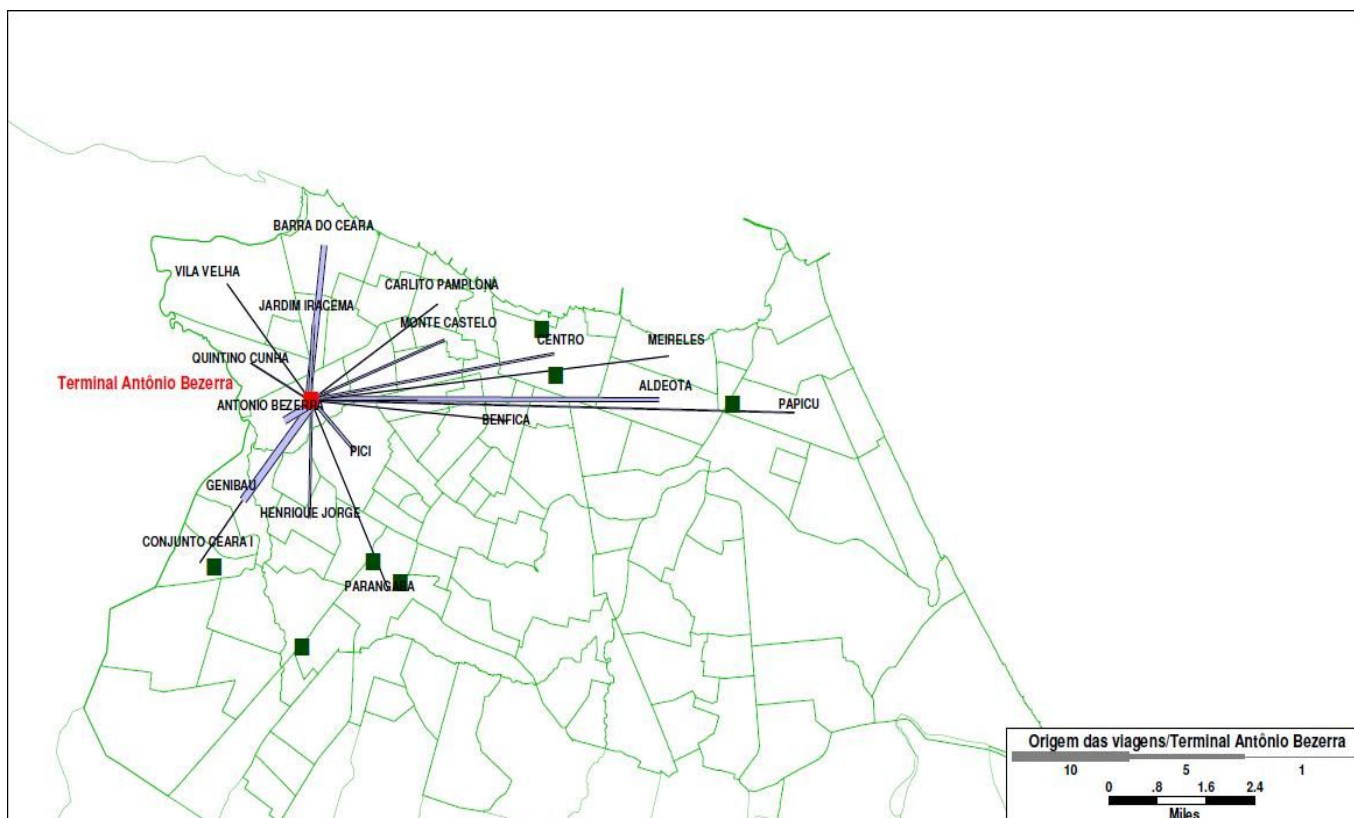 BARRA DO CEARA
VILA VELHA
CARLITO PAMPLONA
JARDIM IRACEMA
MONTE CASTELO
CENTRO
MEIRELES
QUINTINO CUNHA
Terminal Antônio Bezerra
ALDEOTA
ANTONIO BEZERRA
PAPICU
BENFICA
PICI
GENIBAU
HENRIQUE JORGE
CONJUNTO CEARA I
PARANGABA
Origem das viagens/Terminal Antônio Bezerra
10 5 1
0 .8 1.6 2.4
Miles